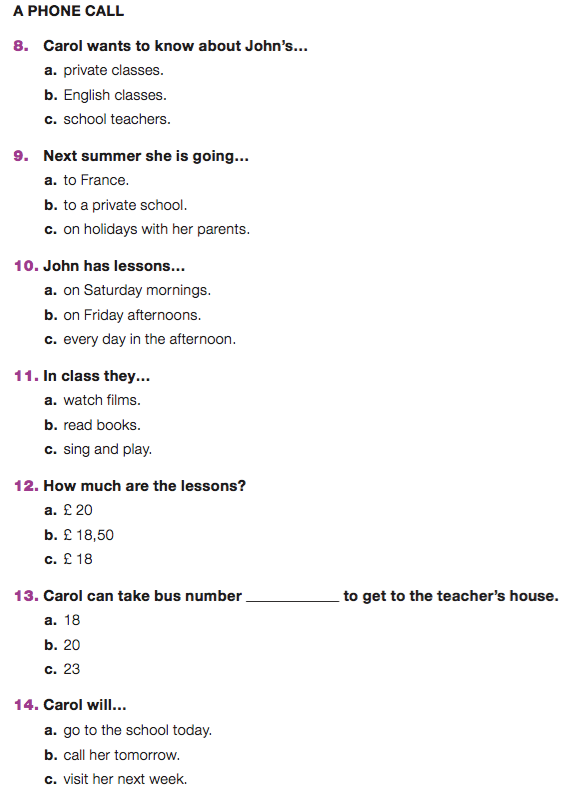 A PHONE CALL
8. Carol wants to know about John’s...
a. private classes.
b. English classes.
c. school teachers.
9. Next summer she is going...
a. to France.
b. to a private school.
c. on holidays with her parents.
10. John has lessons...
a. on Saturday mornings.
b. on Friday afternoons.
c. every day in the afternoon.
11. In class they...
a. watch films.
b. read books.
c. sing and play.
12. How much are the lessons?
a. £ 20
b. £ 18,50
c. £ 18
13. Carol can take bus number ___________ to get to the teacher’s house.
a. 18
b. 20
c. 23
14. Carol will...
a. go to the school today.
b. call her tomorrow.
c. visit her next week.